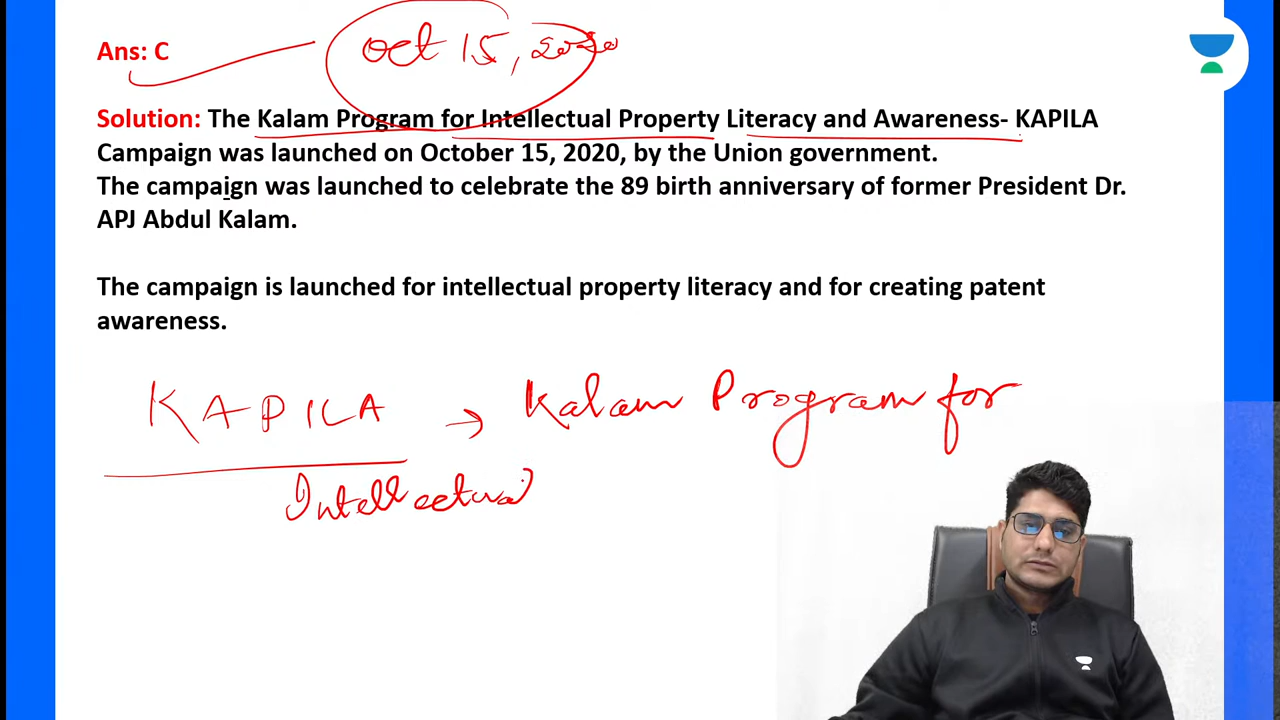 Ans: C
Oct 15, 2020
Solution: The Kalam Program for Intellectual Property Literacy and Awareness- KAPILA
Campaign was launched on October 15, 2020, by the Union government.
The campaign was launched to celebrate the 89 birth anniversary of former President Dr.
APJ Abdul Kalam.
The campaign is launched for intellectual property literacy and for creating patent
awareness.
KAPILA → Kalam Program for
Intellectual